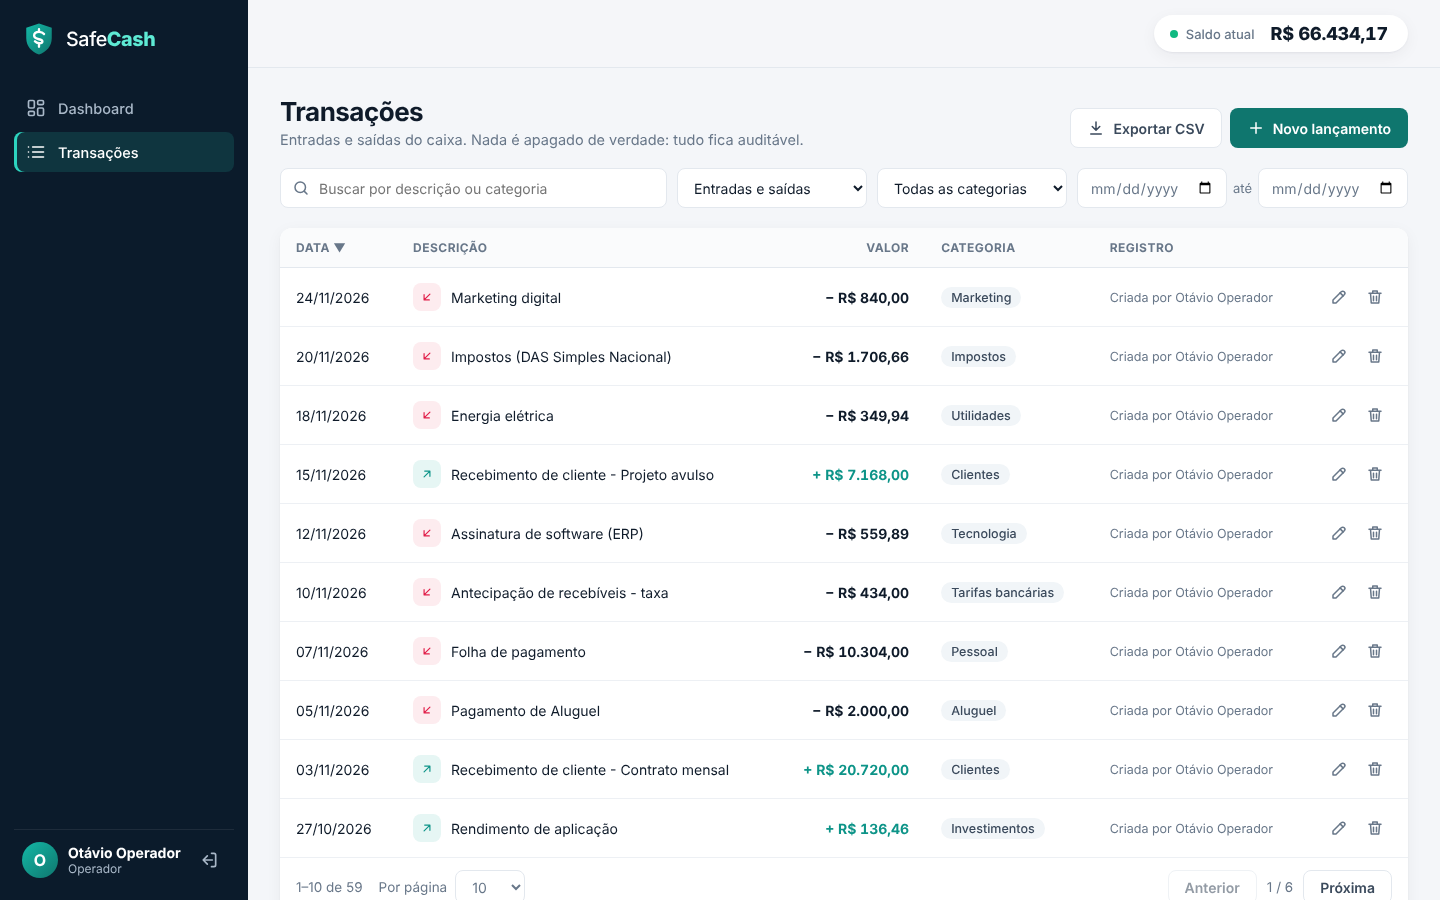 SafeCash
Saldo atual R$ 66.434,17
Dashboard
Transações
Transações
Entradas e saídas do caixa. Nada é apagado de verdade: tudo fica auditável.
Exportar CSV
Novo lançamento
Buscar por descrição ou categoria
Entradas e saídas
Todas as categorias
mm/dd/yyyy
até
mm/dd/yyyy
DATA ▼ DESCRIÇÃO VALOR CATEGORIA REGISTRO
24/11/2026 Marketing digital − R$ 840,00 Marketing Criada por Otávio Operador
20/11/2026 Impostos (DAS Simples Nacional) − R$ 1.706,66 Impostos Criada por Otávio Operador
18/11/2026 Energia elétrica − R$ 349,94 Utilidades Criada por Otávio Operador
15/11/2026 Recebimento de cliente - Projeto avulso + R$ 7.168,00 Clientes Criada por Otávio Operador
12/11/2026 Assinatura de software (ERP) − R$ 559,89 Tecnologia Criada por Otávio Operador
10/11/2026 Antecipação de recebíveis - taxa − R$ 434,00 Tarifas bancárias Criada por Otávio Operador
07/11/2026 Folha de pagamento − R$ 10.304,00 Pessoal Criada por Otávio Operador
05/11/2026 Pagamento de Aluguel − R$ 2.000,00 Aluguel Criada por Otávio Operador
03/11/2026 Recebimento de cliente - Contrato mensal + R$ 20.720,00 Clientes Criada por Otávio Operador
27/10/2026 Rendimento de aplicação + R$ 136,46 Investimentos Criada por Otávio Operador
1–10 de 59 Por página 10 Anterior 1 / 6 Próxima
O
Otávio Operador
Operador